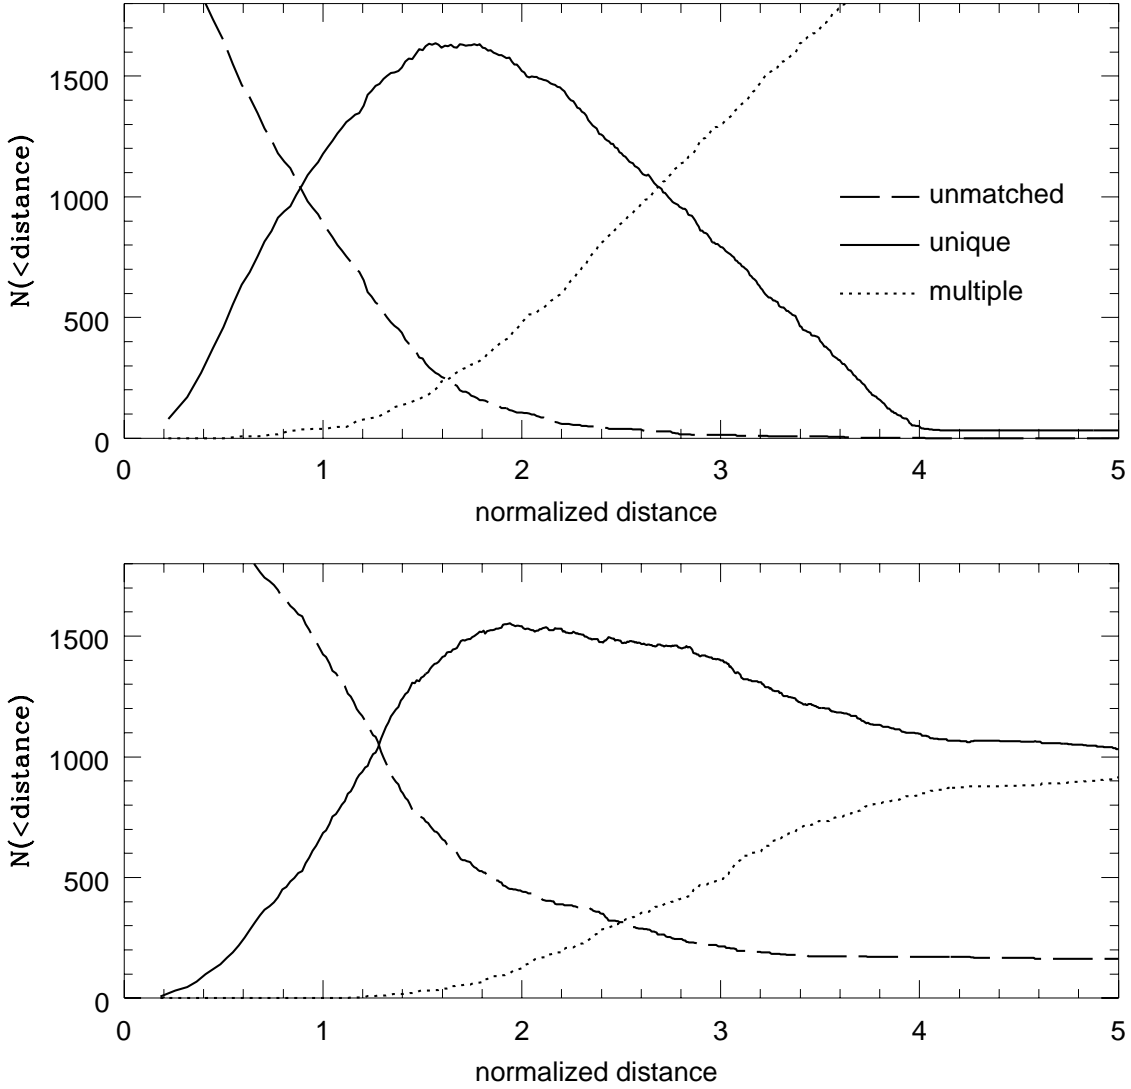 1500
1000
500
0
N(<distance)
unmatched
unique
multiple
0 1 2 3 4 5
normalized distance
1500
1000
500
0
N(<distance)
0 1 2 3 4 5
normalized distance